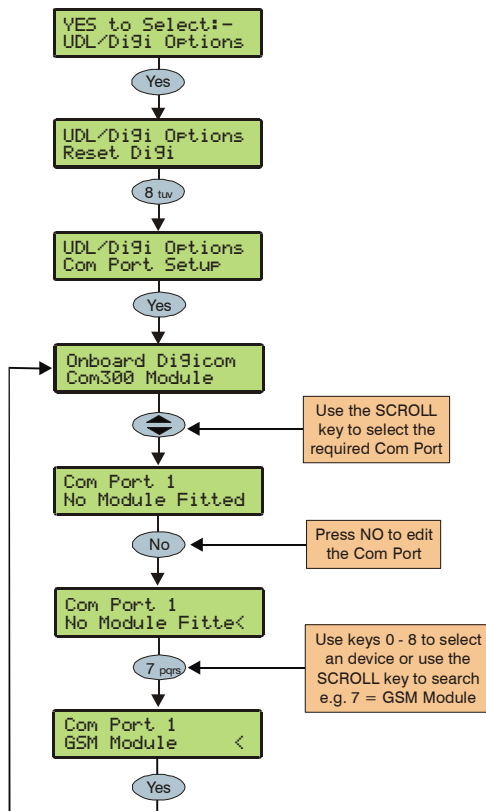 YES to Select:-
UDL/Digi Options
Yes
UDL/Digi Options
Reset Digi
8 tuv
UDL/Digi Options
Com Port Setup
Yes
Onboard Digicom
Com300 Module
Use the SCROLL
key to select the
required Com Port
Com Port 1
No Module Fitted
No
Press NO to edit
the Com Port
Com Port 1
No Module Fitte<
7 pqrs
Use keys 0 - 8 to select
an device or use the
SCROLL key to search
e.g. 7 = GSM Module
Com Port 1
GSM Module <
Yes